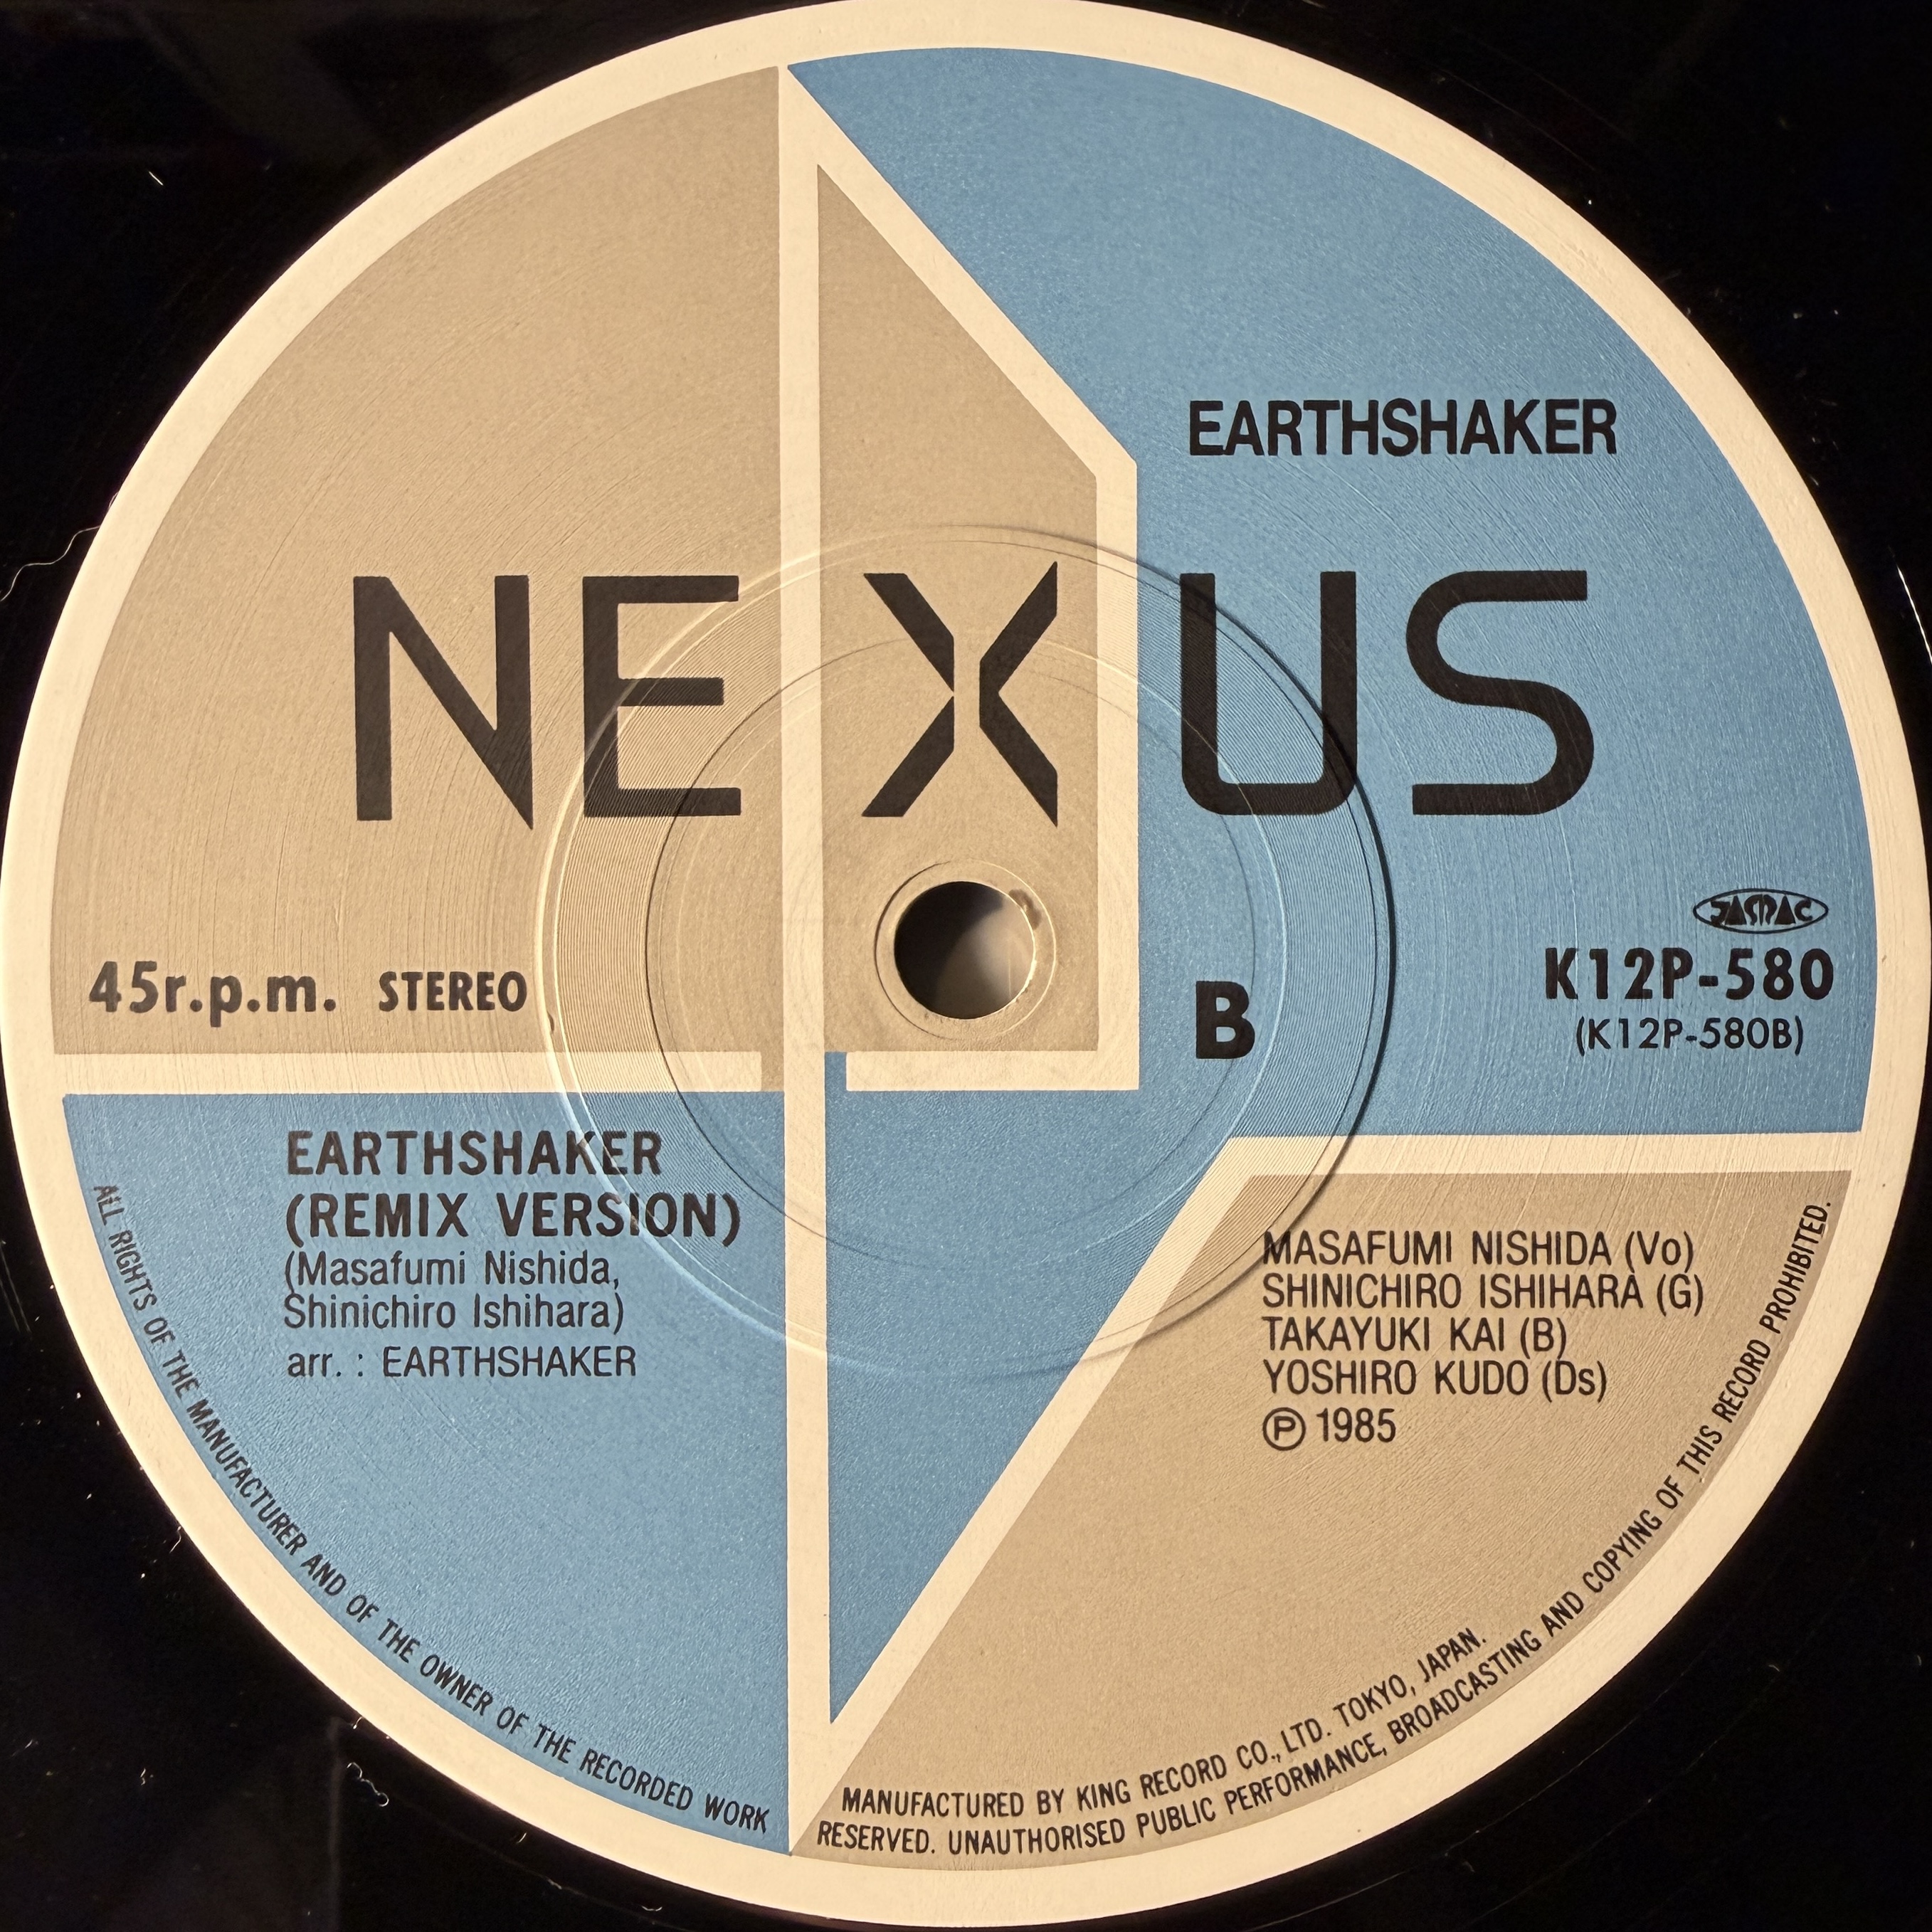 EARTHSHAKER
NEXUS
JASRAC
45r.p.m. STEREO
B
K12P-580
(K12P-580B)
EARTHSHAKER
(REMIX VERSION)
(Masafumi Nishida,
Shinichiro Ishihara)
arr. : EARTHSHAKER
MASAFUMI NISHIDA (Vo)
SHINICHIRO ISHIHARA (G)
TAKAYUKI KAI (B)
YOSHIRO KUDO (Ds)
Ⓟ 1985
MANUFACTURED BY KING RECORD CO., LTD. TOKYO, JAPAN.
ALL RIGHTS OF THE MANUFACTURER AND OF THE OWNER OF THE RECORDED WORK RESERVED. UNAUTHORISED PUBLIC PERFORMANCE, BROADCASTING AND COPYING OF THIS RECORD PROHIBITED.